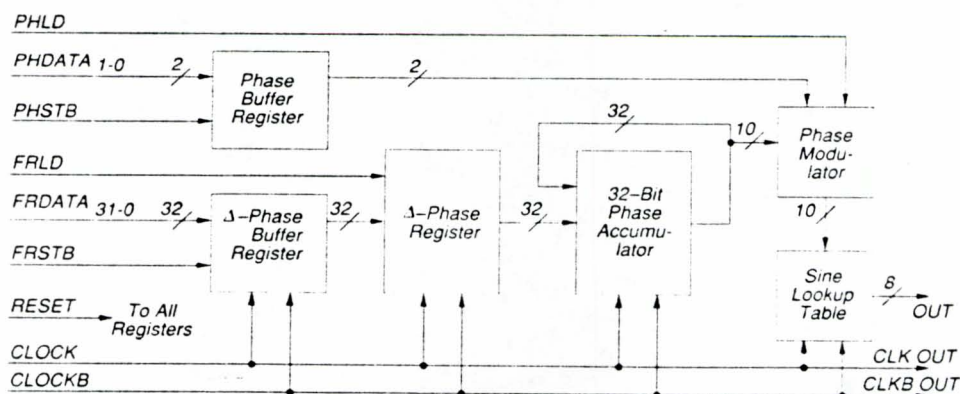 PHLD
PHDATA 1-0
2
PHSTB
Phase
Buffer
Register
2
FRLD
FRDATA 31-0
32
FRSTB
Δ-Phase
Buffer
Register
32
Δ-Phase
Register
32
32
32-Bit
Phase
Accumu-
lator
10
Phase
Modu-
lator
10
Sine
Lookup
Table
8
OUT
RESET
To All
Registers
CLOCK
CLK OUT
CLOCKB
CLKB OUT